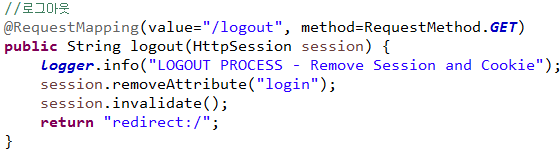 //로그아웃
@RequestMapping(value="/logout", method=RequestMethod.GET)
public String logout(HttpSession session) {
    logger.info("LOGOUT PROCESS - Remove Session and Cookie");
    session.removeAttribute("login");
    session.invalidate();
    return "redirect:/";
}